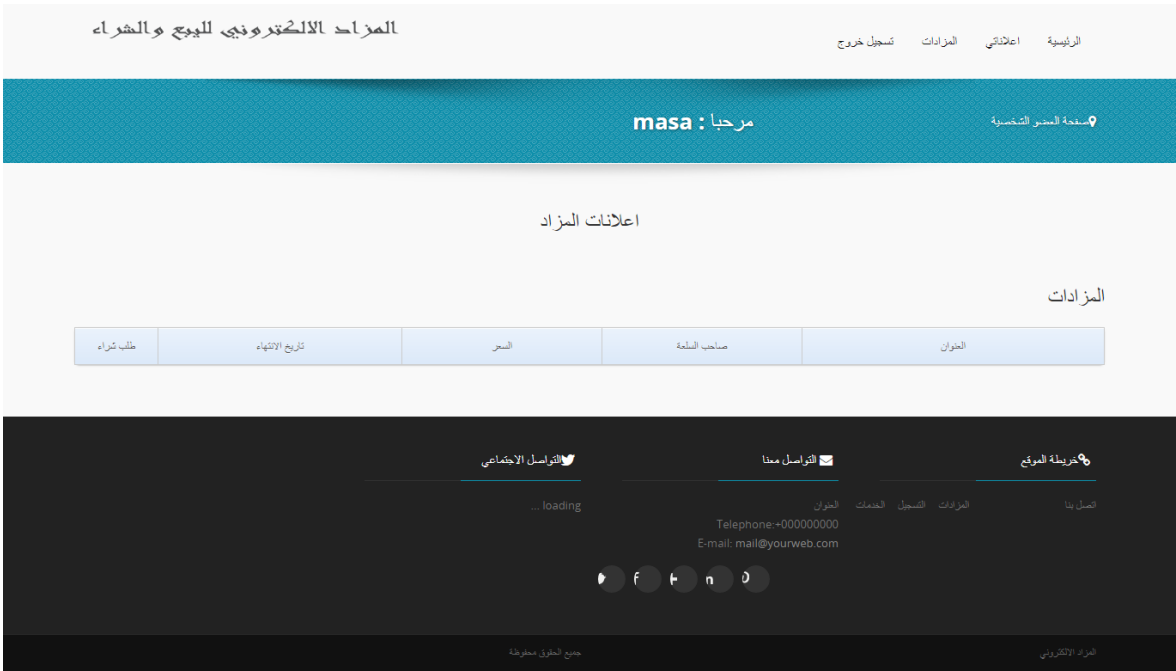 المزاد الالكتروني للبيع والشراء
الرئيسية اعلاناتي المزادات تسجيل خروج
صفحة العضو الشخصية
مرحبا : masa
اعلانات المزاد
المزادات
العنوان صاحب السلعة السعر تاريخ الانتهاء طلب شراء
خريطة الموقع
اتصل بنا المزادات التسجيل الخدمات
التواصل معنا
العنوان
Telephone:+000000000
E-mail: mail@yourweb.com
التواصل الاجتماعي
loading ...
المزاد الالكتروني
جميع الحقوق محفوظة